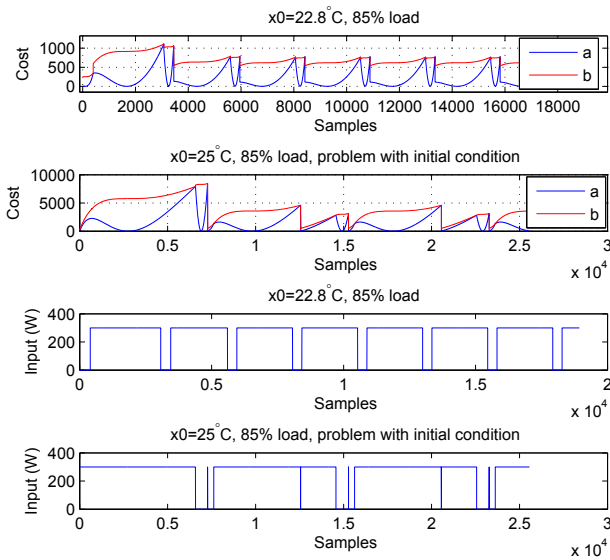 x0=22.8°C, 85% load
Cost
1000
500
0
a
b
0 2000 4000 6000 8000 10000 12000 14000 16000 18000
Samples
x0=25°C, 85% load, problem with initial condition
Cost
10000
5000
0
a
b
0 0.5 1 1.5 2 2.5 3
Samples
x 10^4
x0=22.8°C, 85% load
Input (W)
400
200
0
0 0.5 1 1.5 2
Samples
x 10^4
x0=25°C, 85% load, problem with initial condition
Input (W)
400
200
0
0 0.5 1 1.5 2 2.5 3
Samples
x 10^4